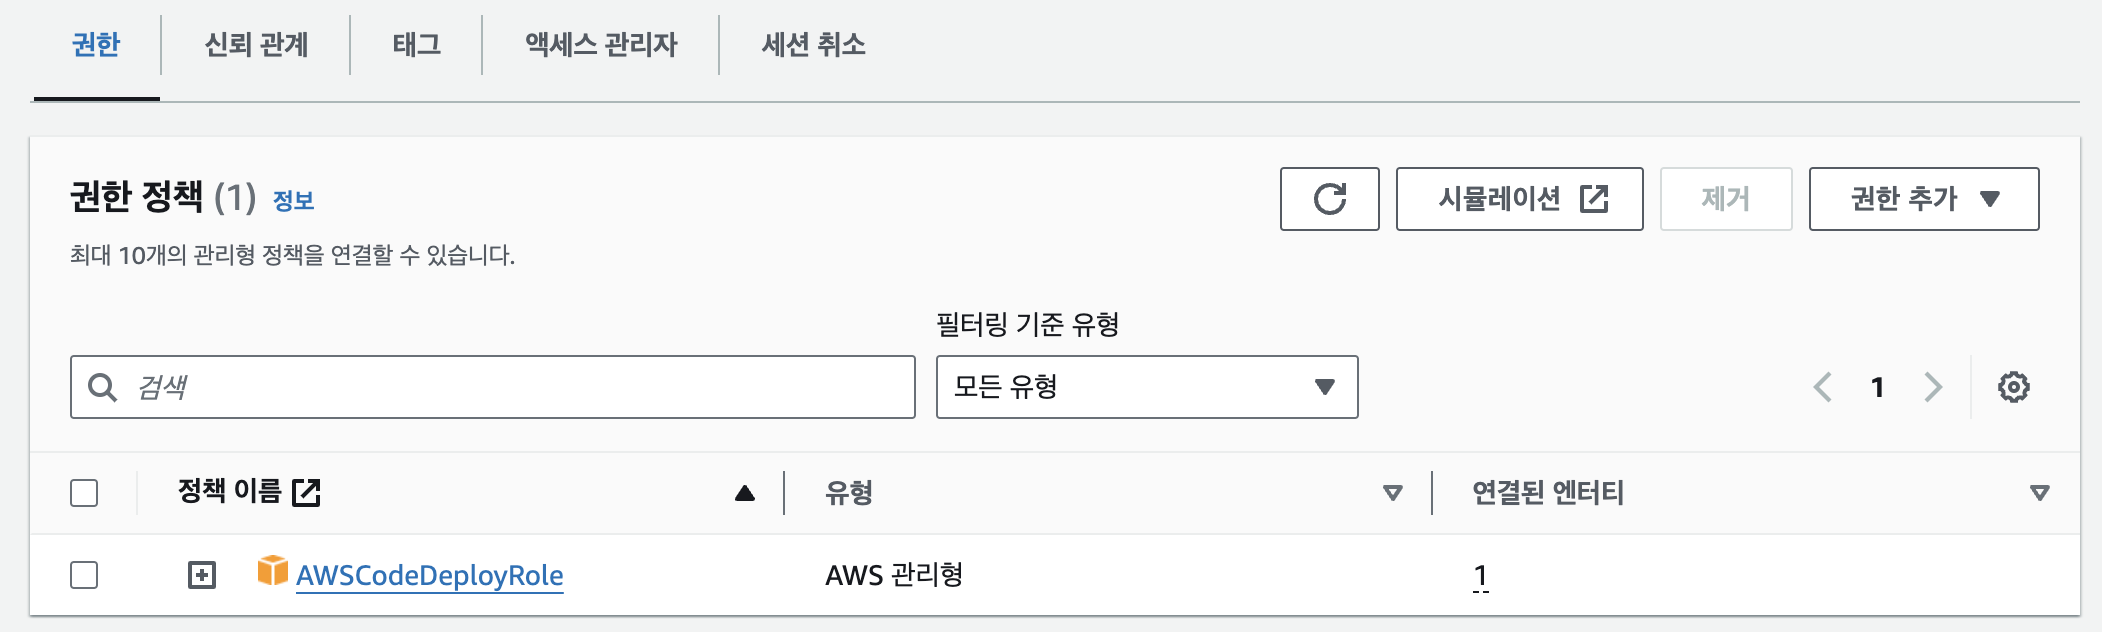 권한 신뢰 관계 태그 액세스 관리자 세션 취소
권한 정책 (1) 정보
시뮬레이션 제거 권한 추가
최대 10개의 관리형 정책을 연결할 수 있습니다.
필터링 기준 유형
검색 모든 유형 1
정책 이름 유형 연결된 엔터티
AWSCodeDeployRole AWS 관리형 1